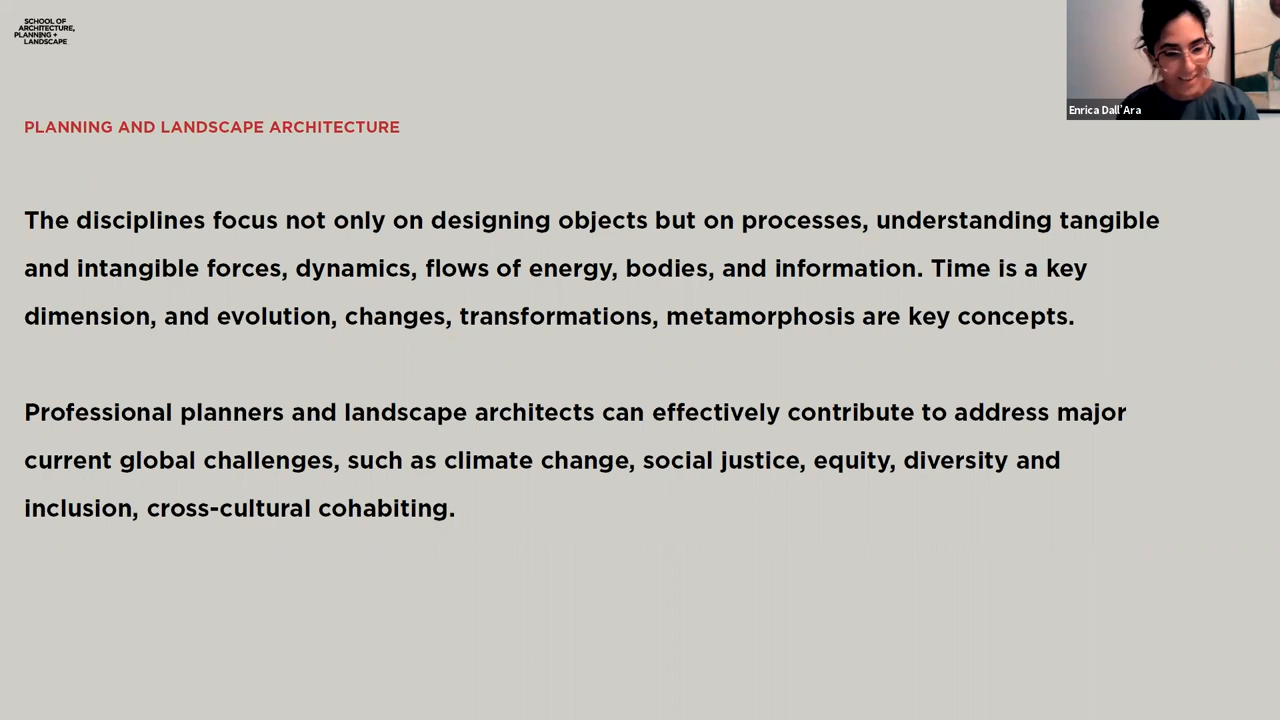 SCHOOL OF
ARCHITECTURE,
PLANNING +
LANDSCAPE
Enrica Dall'Ara
PLANNING AND LANDSCAPE ARCHITECTURE
The disciplines focus not only on designing objects but on processes, understanding tangible
and intangible forces, dynamics, flows of energy, bodies, and information. Time is a key
dimension, and evolution, changes, transformations, metamorphosis are key concepts.
Professional planners and landscape architects can effectively contribute to address major
current global challenges, such as climate change, social justice, equity, diversity and
inclusion, cross-cultural cohabiting.